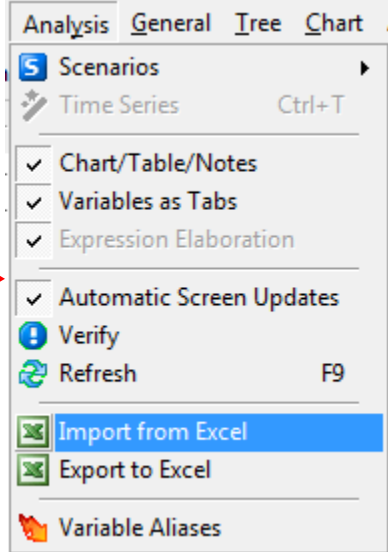 Analysis General Tree Chart
S Scenarios
Time Series Ctrl+T
Chart/Table/Notes
Variables as Tabs
Expression Elaboration
Automatic Screen Updates
Verify
Refresh F9
Import from Excel
Export to Excel
Variable Aliases